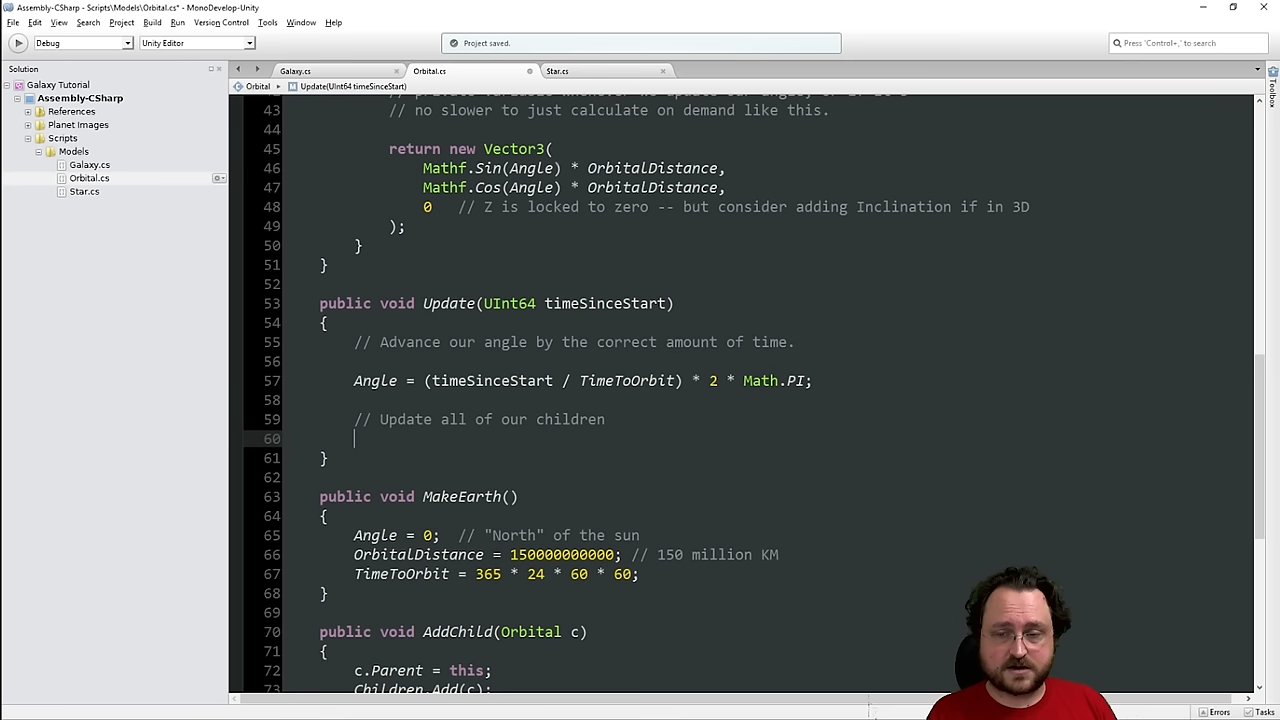 Assembly-CSharp - Scripts\Models\Orbital.cs* - MonoDevelop-Unity
File Edit View Search Project Build Run Version Control Tools Window Help
Debug Unity Editor Project saved. Press 'Control+,' to search
Solution
Galaxy Tutorial
Assembly-CSharp
References
Planet Images
Scripts
Models
Galaxy.cs
Orbital.cs
Star.cs
Galaxy.cs Orbital.cs Star.cs
Orbital Update(UInt64 timeSinceStart)
43 // no slower to just calculate on demand like this.
44
45 return new Vector3(
46 Mathf.Sin(Angle) * OrbitalDistance,
47 Mathf.Cos(Angle) * OrbitalDistance,
48 0 // Z is locked to zero -- but consider adding Inclination if in 3D
49 );
50 }
51 }
52
53 public void Update(UInt64 timeSinceStart)
54 {
55 // Advance our angle by the correct amount of time.
56
57 Angle = (timeSinceStart / TimeToOrbit) * 2 * Math.PI;
58
59 // Update all of our children
60
61 }
62
63 public void MakeEarth()
64 {
65 Angle = 0; // "North" of the sun
66 OrbitalDistance = 150000000000; // 150 million KM
67 TimeToOrbit = 365 * 24 * 60 * 60;
68 }
69
70 public void AddChild(Orbital c)
71 {
72 c.Parent = this;
73 Children.Add(c);
Toolbox
Errors Tasks